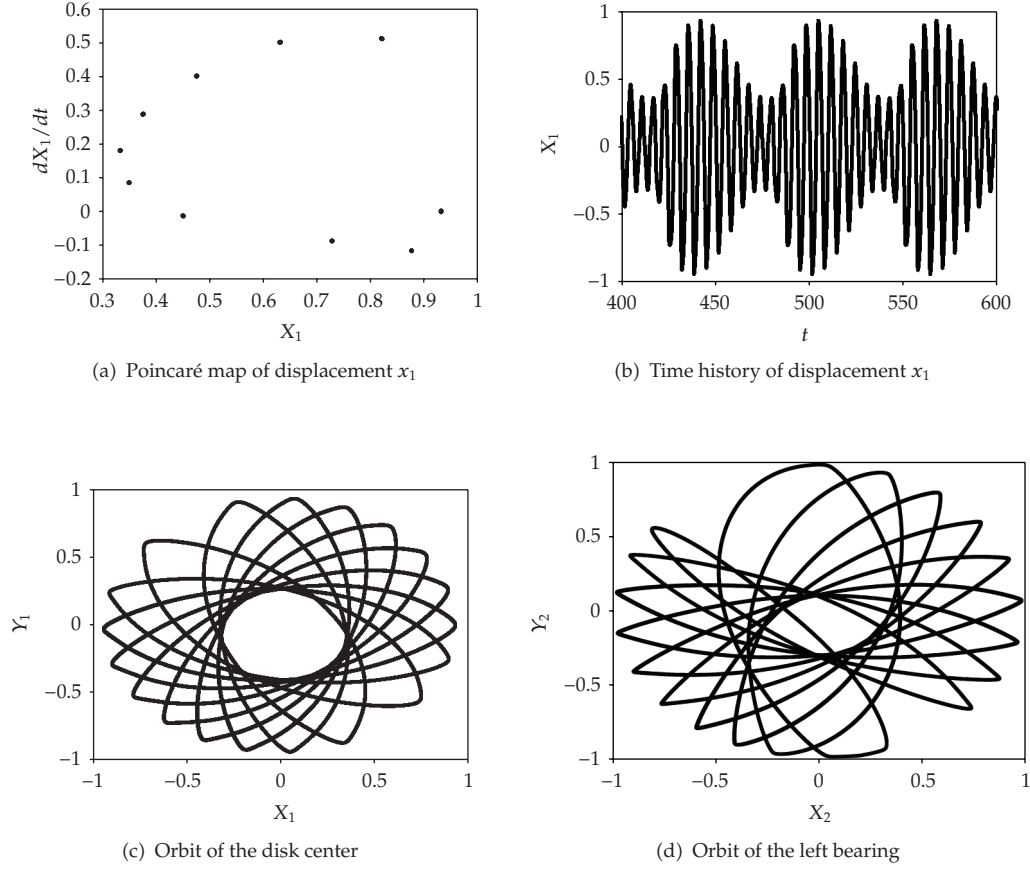 0.6
0.5
0.4
0.3
0.2
0.1
0
−0.1
−0.2
dX₁/dt
0.3 0.4 0.5 0.6 0.7 0.8 0.9 1
X₁
(a) Poincaré map of displacement x₁
1
0.5
0
−0.5
−1
X₁
400 450 500 550 600
t
(b) Time history of displacement x₁
1
0.5
0
−0.5
−1
Y₁
−1 −0.5 0 0.5 1
X₁
(c) Orbit of the disk center
1
0.5
0
−0.5
−1
Y₂
−1 −0.5 0 0.5 1
X₂
(d) Orbit of the left bearing